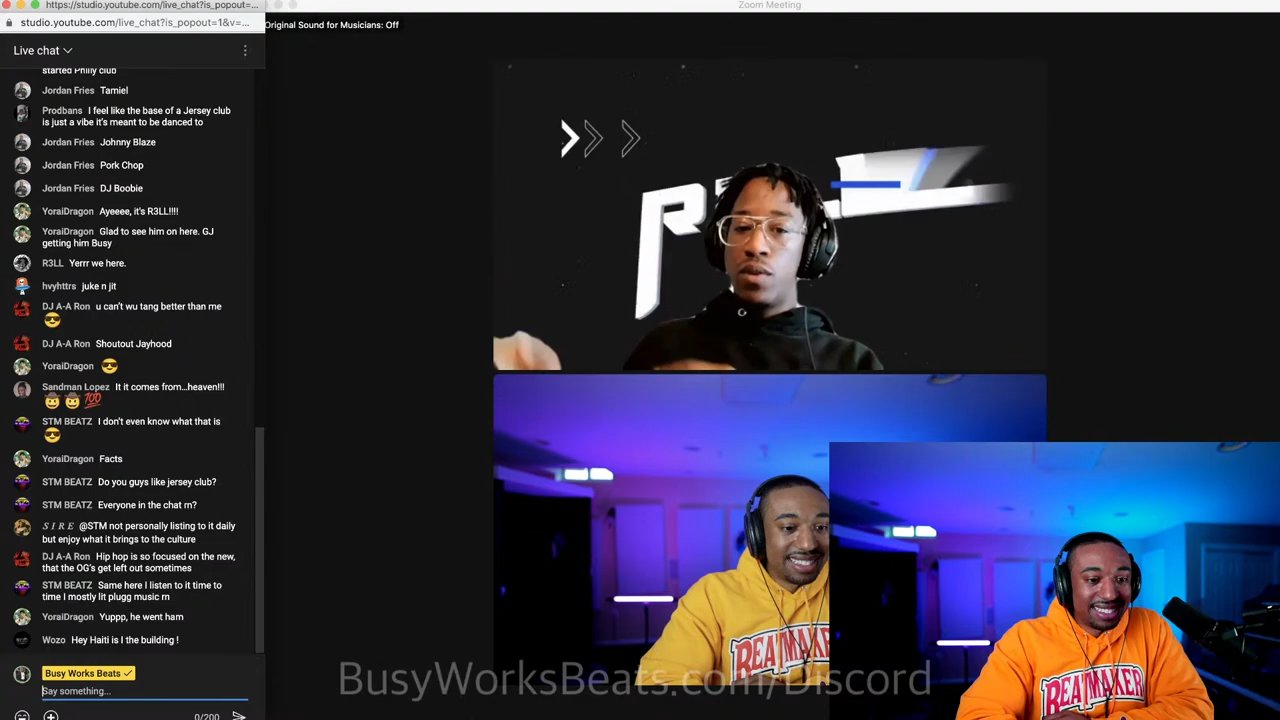 https://studio.youtube.com/live_chat?is_popout=...
Zoom Meeting
studio.youtube.com/live_chat?is_popout=1&v=...
Original Sound for Musicians: Off
Live chat
started Philly club
Jordan Fries Tamiel
Prodbans I feel like the base of a Jersey club
is just a vibe it's meant to be danced to
Jordan Fries Johnny Blaze
Jordan Fries Pork Chop
Jordan Fries DJ Boobie
YoraiDragon Ayeeee, it's R3LL!!!!
YoraiDragon Glad to see him on here. GJ
getting him Busy
R3LL Yerrr we here.
hvyhttrs juke n jit
DJ A-A Ron u can't wu tang better than me
😎
DJ A-A Ron Shoutout Jayhood
YoraiDragon 😎
Sandman Lopez It it comes from…heaven!!!
🤠 🤠 💯
STM BEATZ I don't even know what that is
😎
YoraiDragon Facts
STM BEATZ Do you guys like jersey club?
STM BEATZ Everyone in the chat rn?
S I R E @STM not personally listing to it daily
but enjoy what it brings to the culture
DJ A-A Ron Hip hop is so focused on the new,
that the OG's get left out sometimes
STM BEATZ Same here I listen to it time to
time I mostly lit plugg music rn
YoraiDragon Yuppp, he went ham
Wozo Hey Haiti is I the building !
Busy Works Beats
Say something...
0/200
BEATMAKER
BEATMAKER
BusyWorksBeats.com/Discord